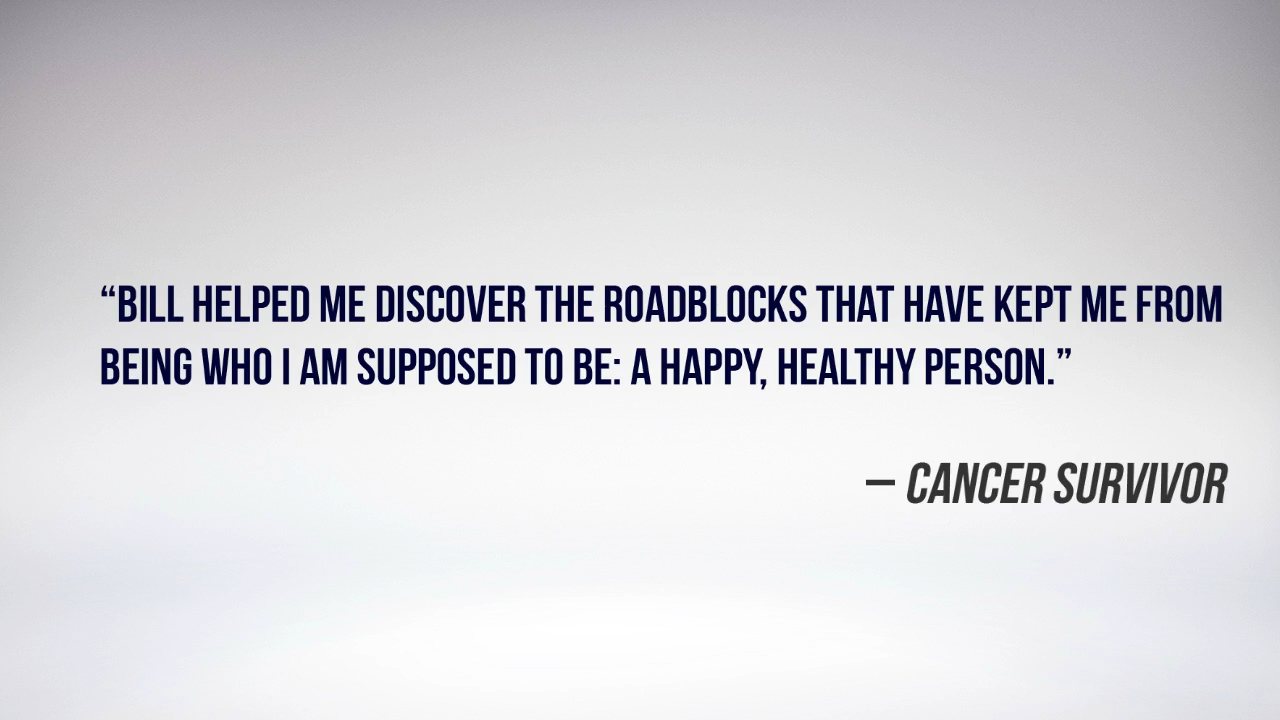 “BILL HELPED ME DISCOVER THE ROADBLOCKS THAT HAVE KEPT ME FROM
BEING WHO I AM SUPPOSED TO BE: A HAPPY, HEALTHY PERSON.”
– CANCER SURVIVOR